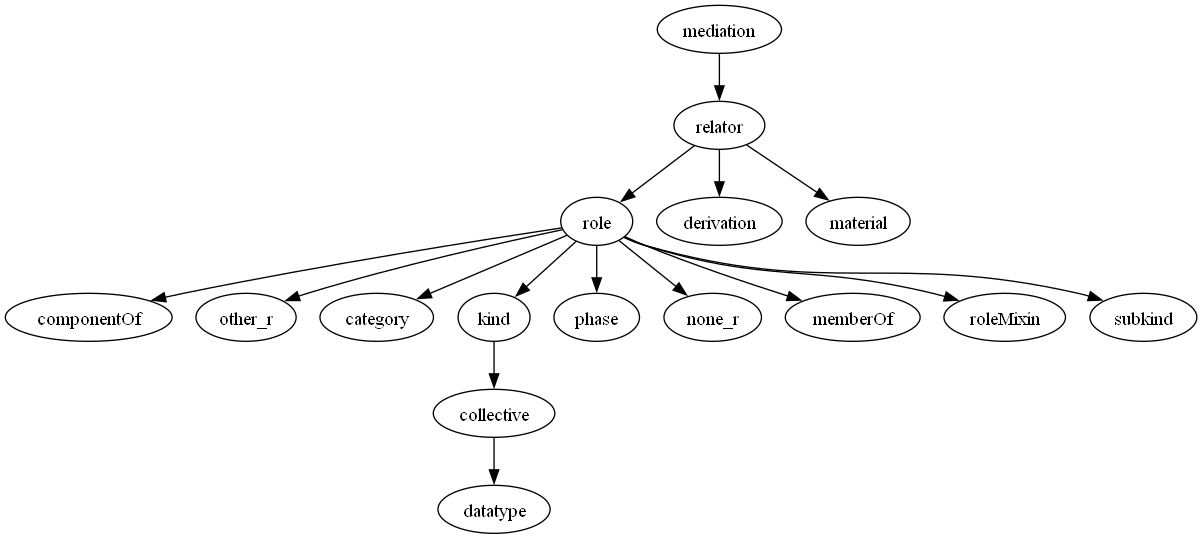 mediation
relator
role
derivation
material
componentOf
other_r
category
kind
phase
none_r
memberOf
roleMixin
subkind
collective
datatype